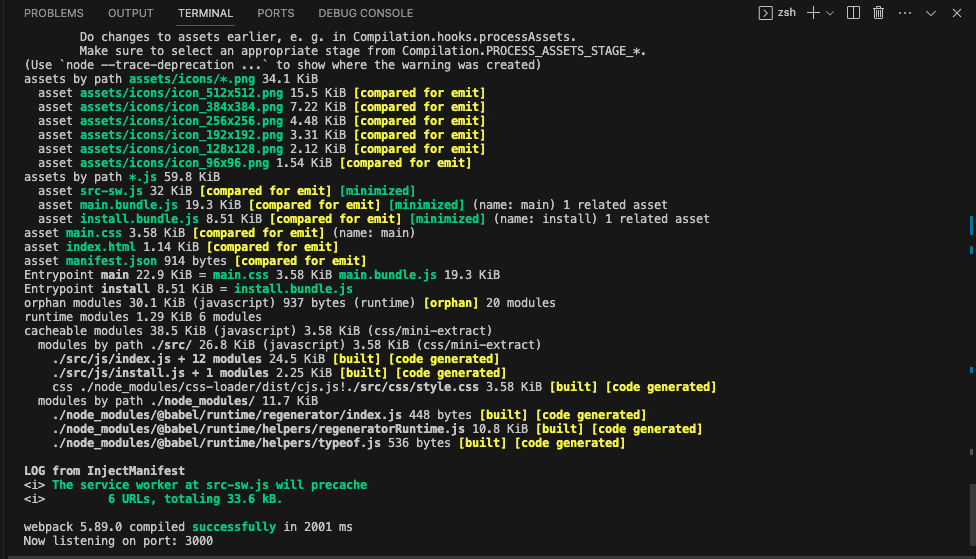 PROBLEMS OUTPUT TERMINAL PORTS DEBUG CONSOLE zsh
Do changes to assets earlier, e. g. in Compilation.hooks.processAssets.
Make sure to select an appropriate stage from Compilation.PROCESS_ASSETS_STAGE_*.
(Use `node --trace-deprecation ...` to show where the warning was created)
assets by path assets/icons/*.png 34.1 KiB
asset assets/icons/icon_512x512.png 15.5 KiB [compared for emit]
asset assets/icons/icon_384x384.png 7.22 KiB [compared for emit]
asset assets/icons/icon_256x256.png 4.48 KiB [compared for emit]
asset assets/icons/icon_192x192.png 3.31 KiB [compared for emit]
asset assets/icons/icon_128x128.png 2.12 KiB [compared for emit]
asset assets/icons/icon_96x96.png 1.54 KiB [compared for emit]
assets by path *.js 59.8 KiB
asset src-sw.js 32 KiB [compared for emit] [minimized]
asset main.bundle.js 19.3 KiB [compared for emit] [minimized] (name: main) 1 related asset
asset install.bundle.js 8.51 KiB [compared for emit] [minimized] (name: install) 1 related asset
asset main.css 3.58 KiB [compared for emit] (name: main)
asset index.html 1.14 KiB [compared for emit]
asset manifest.json 914 bytes [compared for emit]
Entrypoint main 22.9 KiB = main.css 3.58 KiB main.bundle.js 19.3 KiB
Entrypoint install 8.51 KiB = install.bundle.js
orphan modules 30.1 KiB (javascript) 937 bytes (runtime) [orphan] 20 modules
runtime modules 1.29 KiB 6 modules
cacheable modules 38.5 KiB (javascript) 3.58 KiB (css/mini-extract)
modules by path ./src/ 26.8 KiB (javascript) 3.58 KiB (css/mini-extract)
./src/js/index.js + 12 modules 24.5 KiB [built] [code generated]
./src/js/install.js + 1 modules 2.25 KiB [built] [code generated]
css ./node_modules/css-loader/dist/cjs.js!./src/css/style.css 3.58 KiB [built] [code generated]
modules by path ./node_modules/ 11.7 KiB
./node_modules/@babel/runtime/regenerator/index.js 448 bytes [built] [code generated]
./node_modules/@babel/runtime/helpers/regeneratorRuntime.js 10.8 KiB [built] [code generated]
./node_modules/@babel/runtime/helpers/typeof.js 536 bytes [built] [code generated]
LOG from InjectManifest
<i> The service worker at src-sw.js will precache
<i> 6 URLs, totaling 33.6 kB.
webpack 5.89.0 compiled successfully in 2001 ms
Now listening on port: 3000